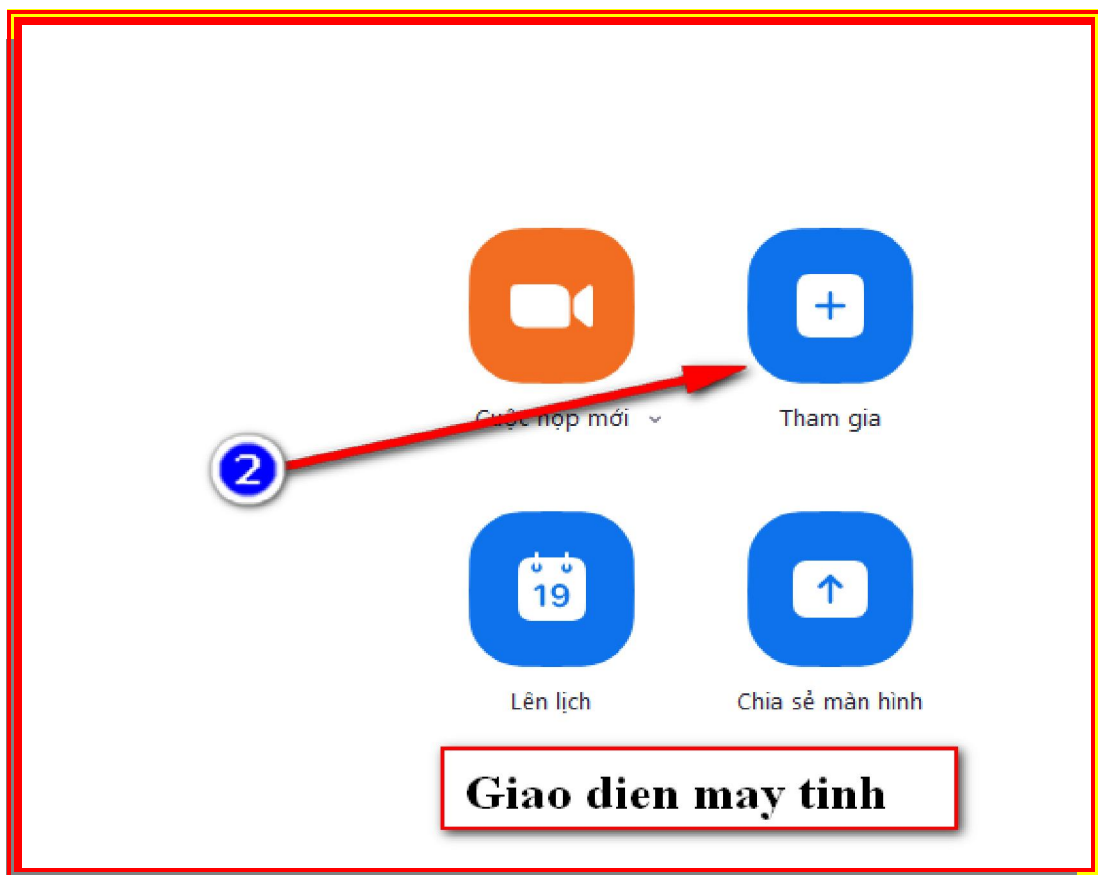 Cuộc họp mới
Tham gia
2
19
Lên lịch
Chia sẻ màn hình
Giao dien may tinh